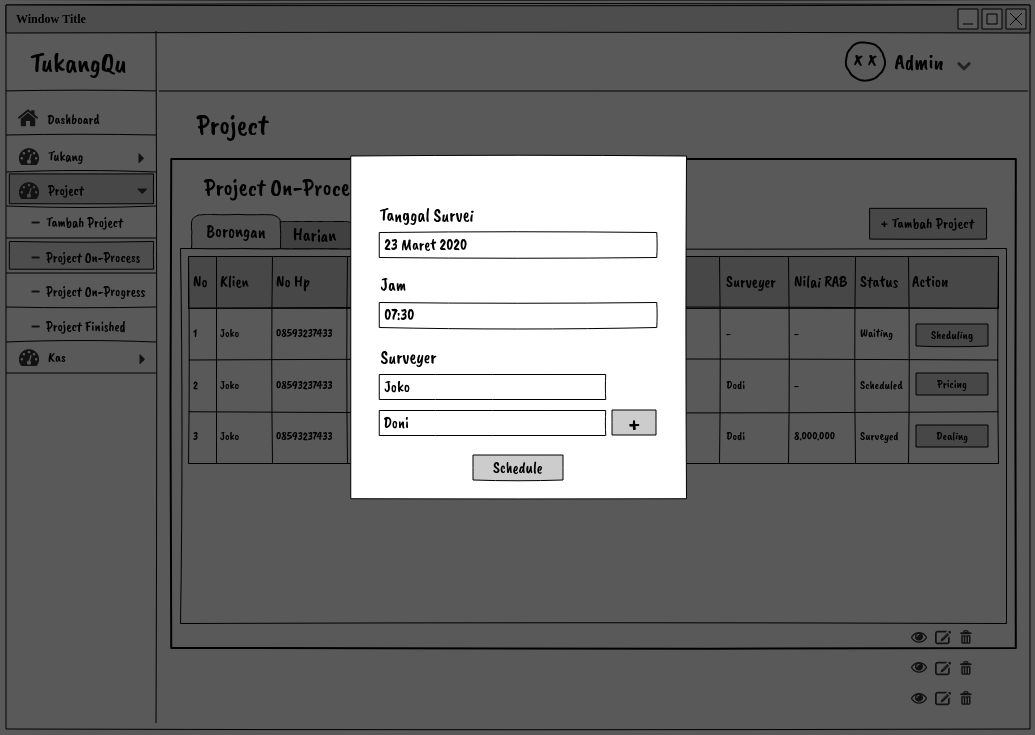 Window Title
TukangQu
Admin
Dashboard
Tukang
Project
– Tambah Project
– Project On-Process
– Project On-Progress
– Project Finished
Kas
Project
Project On-Proce
+ Tambah Project
Borongan Harian
No Klien No Hp Surveyer Nilai RAB Status Action
1 Joko 08593237433 - - Waiting Sheduling
2 Joko 08593237433 Dodi - Scheduled Pricing
3 Joko 08593237433 Dodi 8,000,000 Surveyed Dealing
Tanggal Survei
23 Maret 2020
Jam
07:30
Surveyer
Joko
Doni +
Schedule